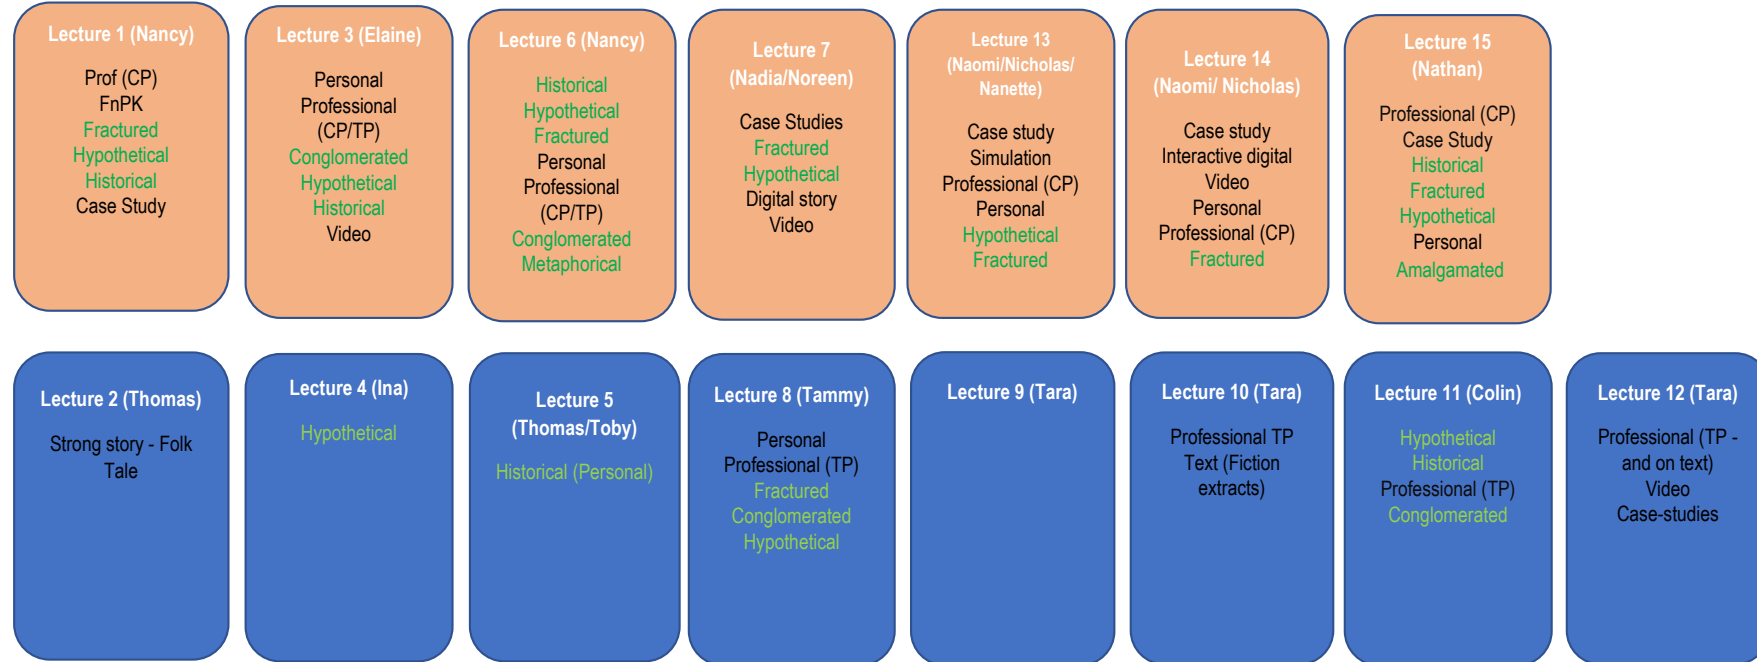 Lecture 1 (Nancy)
Prof (CP)
FnPK
Fractured
Hypothetical
Historical
Case Study
Lecture 3 (Elaine)
Personal
Professional
(CP/TP)
Conglomerated
Hypothetical
Historical
Video
Lecture 6 (Nancy)
Historical
Hypothetical
Fractured
Personal
Professional
(CP/TP)
Conglomerated
Metaphorical
Lecture 7
(Nadia/Noreen)
Case Studies
Fractured
Hypothetical
Digital story
Video
Lecture 13
(Naomi/Nicholas/
Nanette)
Case study
Simulation
Professional (CP)
Personal
Hypothetical
Fractured
Lecture 14
(Naomi/ Nicholas)
Case study
Interactive digital
Video
Personal
Professional (CP)
Fractured
Lecture 15
(Nathan)
Professional (CP)
Case Study
Historical
Fractured
Hypothetical
Personal
Amalgamated
Lecture 2 (Thomas)
Strong story - Folk
Tale
Lecture 4 (Ina)
Hypothetical
Lecture 5
(Thomas/Toby)
Historical (Personal)
Lecture 8 (Tammy)
Personal
Professional (TP)
Fractured
Conglomerated
Hypothetical
Lecture 9 (Tara)
Lecture 10 (Tara)
Professional TP
Text (Fiction
extracts)
Lecture 11 (Colin)
Hypothetical
Historical
Professional (TP)
Conglomerated
Lecture 12 (Tara)
Professional (TP -
and on text)
Video
Case-studies